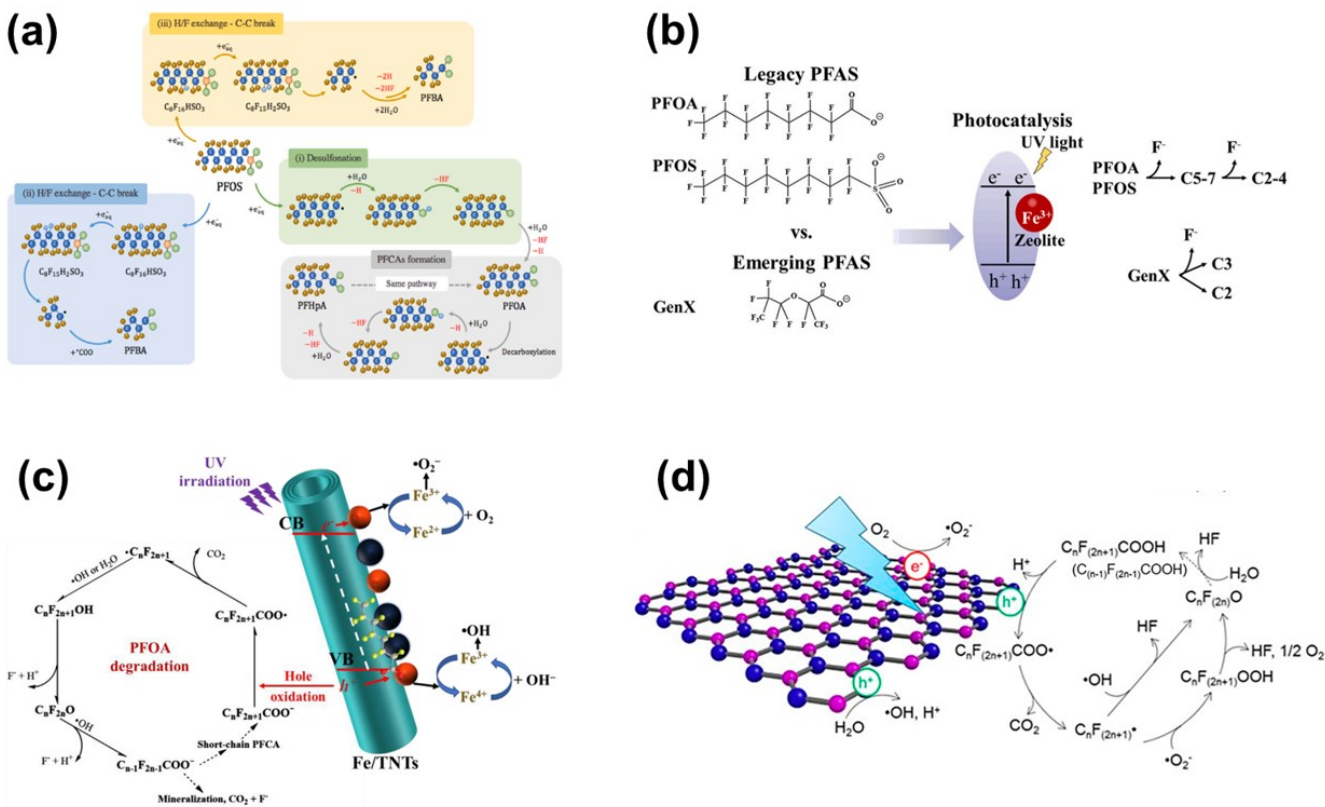 (a)
(iii) H/F exchange - C-C break
+e⁻aq
C₈F₁₆HSO₃
C₈F₁₅H₂SO₃
−2H
−2HF
+2H₂O
PFBA
+e⁻aq
PFOS
(i) Desulfonation
+e⁻aq
+H₂O
−H
−HF
+H₂O
−HF
−H
(ii) H/F exchange - C-C break
+e⁻aq
+e⁻aq
C₈F₁₅H₂SO₃
C₈F₁₆HSO₃
+•COO
PFBA
PFCAs formation
PFHpA
Same pathway
PFOA
−H
−HF
+H₂O
−HF
−H
+H₂O
Decarboxylation
(b)
Legacy PFAS
PFOA
F F F F F F F O
F F F F F F F F O⁻
PFOS
F F F F F F F F O⁻
F F F F F F F F F S O
O
vs.
Emerging PFAS
GenX
F F F O
F O O⁻
F₃C F F F CF₃
Photocatalysis
UV light
e⁻ e⁻
Fe³⁺
Zeolite
h⁺ h⁺
F⁻ F⁻
PFOA
PFOS
C5-7
C2-4
F⁻
GenX
C3
C2
(c)
UV
irradiation
CB
e⁻
•O₂⁻
Fe³⁺
+ O₂
Fe²⁺
•OH
Fe³⁺
+ OH⁻
Fe⁴⁺
VB
h⁺
Hole
oxidation
Fe/TNTs
•CₙF₂ₙ₊₁
CO₂
•OH or H₂O
CₙF₂ₙ₊₁OH
CₙF₂ₙ₊₁COO•
PFOA
degradation
F⁻ + H⁺
CₙF₂ₙO
•OH
CₙF₂ₙ₊₁COO⁻
Short-chain PFCA
F⁻ + H⁺
Cₙ₋₁F₂ₙ₋₁COO⁻
Mineralization, CO₂ + F⁻
(d)
O₂
•O₂⁻
e⁻
h⁺
h⁺
H₂O
•OH, H⁺
H⁺
CₙF₍₂ₙ₊₁₎COOH
(C₍ₙ₋₁₎F₍₂ₙ₋₁₎COOH)
HF
H₂O
CₙF₍₂ₙ₎O
HF
CₙF₍₂ₙ₊₁₎COO•
HF, 1/2 O₂
•OH
CₙF₍₂ₙ₊₁₎OOH
CO₂
CₙF₍₂ₙ₊₁₎•
•O₂⁻